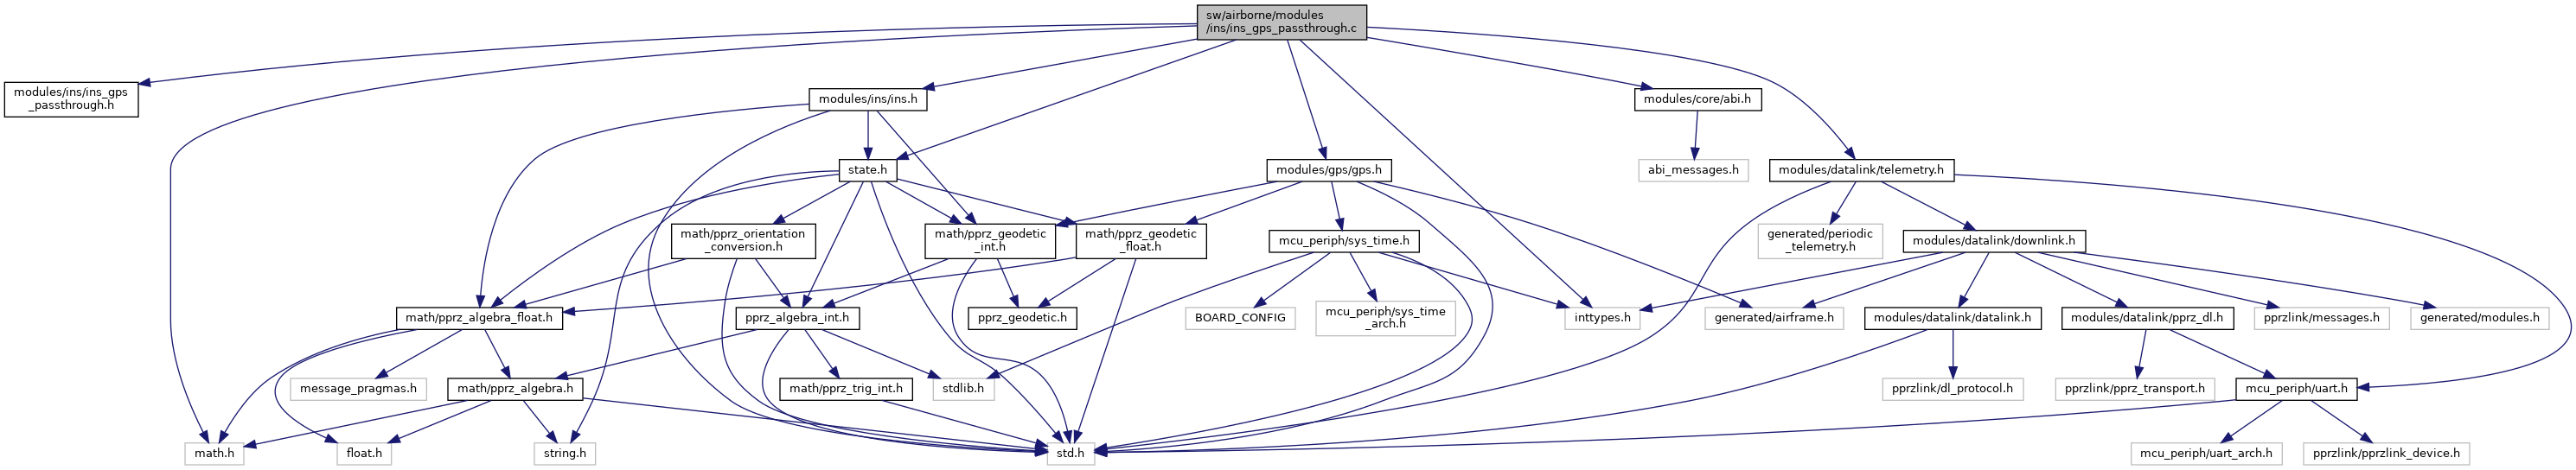 sw/airborne/modules
/ins/ins_gps_passthrough.c
modules/ins/ins_gps
_passthrough.h
modules/ins/ins.h
modules/core/abi.h
state.h
modules/gps/gps.h
abi_messages.h
modules/datalink/telemetry.h
math/pprz_orientation
_conversion.h
math/pprz_geodetic
_int.h
math/pprz_geodetic
_float.h
mcu_periph/sys_time.h
generated/periodic
_telemetry.h
modules/datalink/downlink.h
math/pprz_algebra_float.h
pprz_algebra_int.h
pprz_geodetic.h
BOARD_CONFIG
mcu_periph/sys_time
_arch.h
inttypes.h
generated/airframe.h
modules/datalink/datalink.h
modules/datalink/pprz_dl.h
pprzlink/messages.h
generated/modules.h
message_pragmas.h
math/pprz_algebra.h
math/pprz_trig_int.h
stdlib.h
pprzlink/dl_protocol.h
pprzlink/pprz_transport.h
mcu_periph/uart.h
math.h
float.h
string.h
std.h
mcu_periph/uart_arch.h
pprzlink/pprzlink_device.h